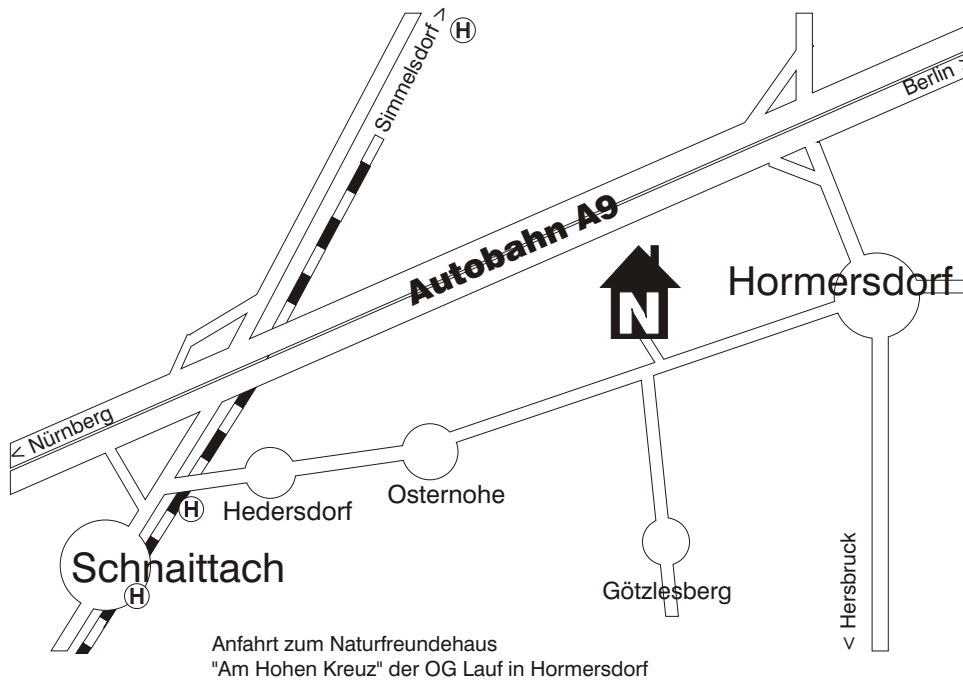 Simmelsdorf >
H
Berlin >
Autobahn A9
N
Hormersdorf
< Nürnberg
Osternohe
Hedersdorf
H
Schnaittach
H
Götzlesberg
< Hersbruck
Anfahrt zum Naturfreundehaus
"Am Hohen Kreuz" der OG Lauf in Hormersdorf